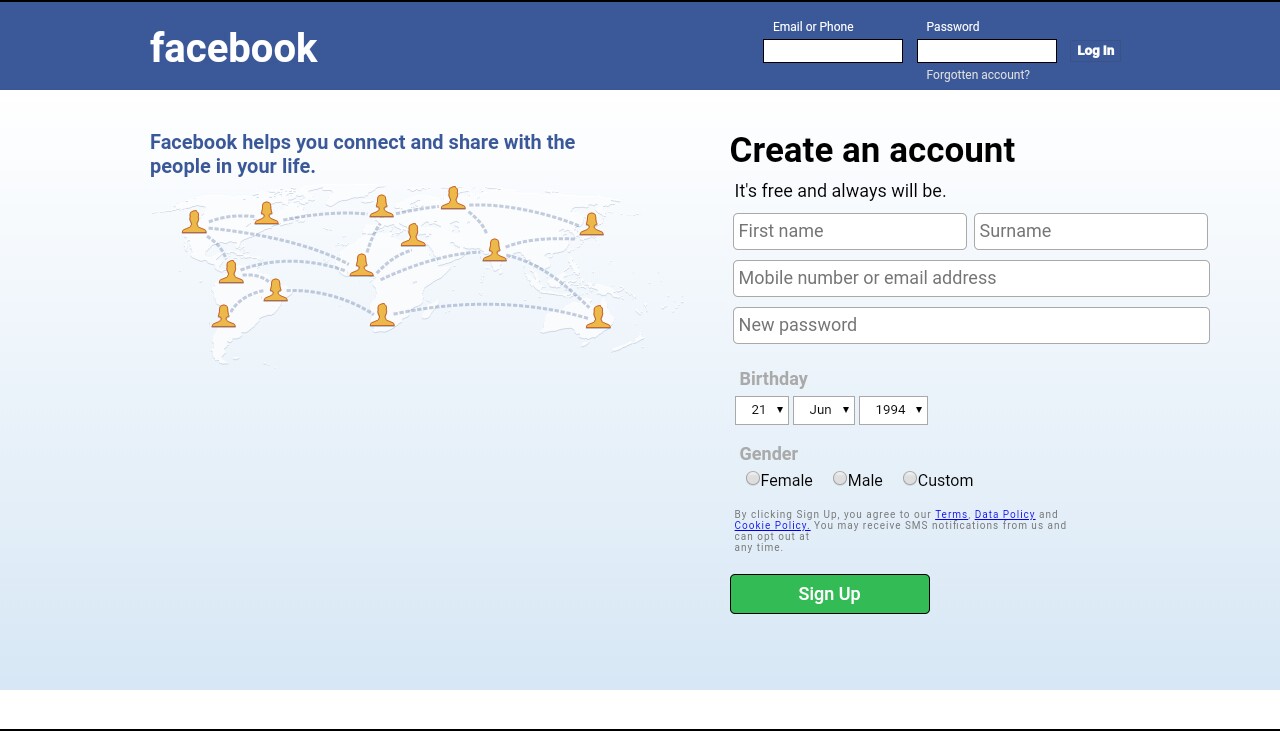 facebook
Email or Phone
Password
Log In
Forgotten account?
Facebook helps you connect and share with the
people in your life.
Create an account
It's free and always will be.
First name
Surname
Mobile number or email address
New password
Birthday
21
Jun
1994
Gender
Female
Male
Custom
By clicking Sign Up, you agree to our Terms, Data Policy and
Cookie Policy. You may receive SMS notifications from us and
can opt out at
any time.
Sign Up